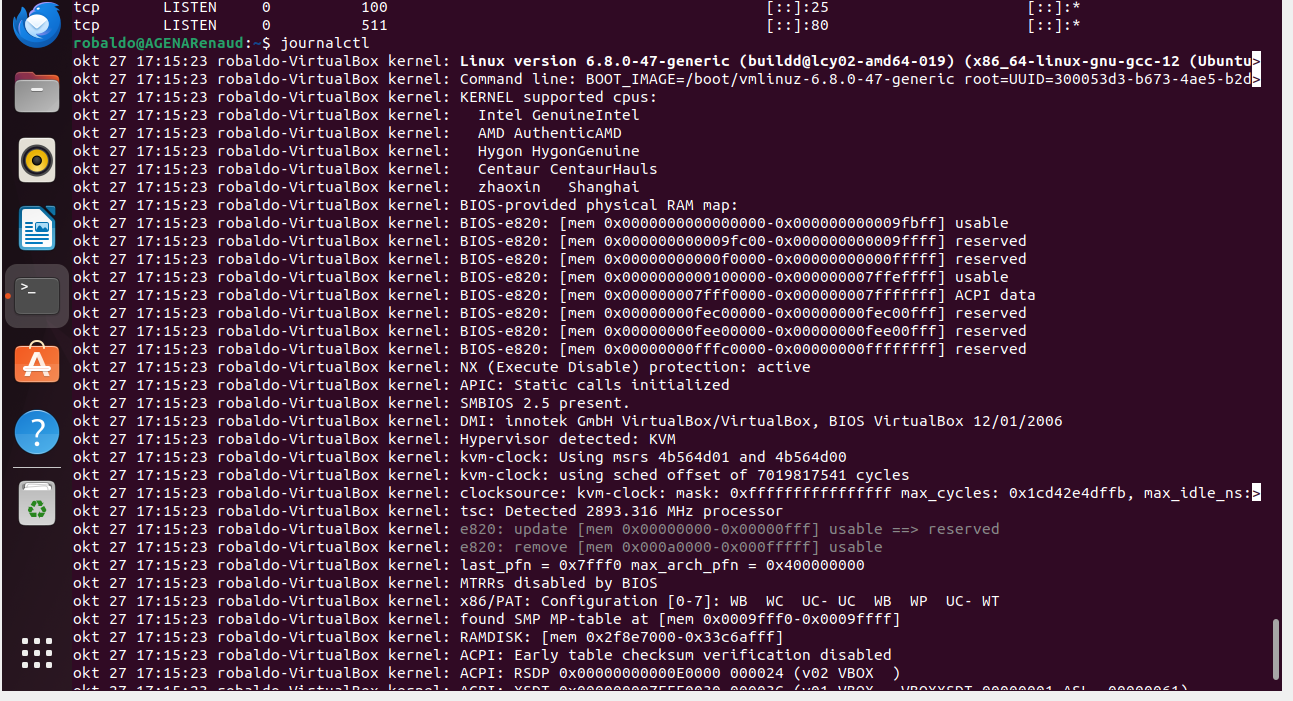 tcp LISTEN 0 100 [::]:25 [::]:*
tcp LISTEN 0 511 [::]:80 [::]:*
robaldo@AGENARenaud:~$ journalctl
okt 27 17:15:23 robaldo-VirtualBox kernel: Linux version 6.8.0-47-generic (buildd@lcy02-amd64-019) (x86_64-linux-gnu-gcc-12 (Ubuntu>
okt 27 17:15:23 robaldo-VirtualBox kernel: Command line: BOOT_IMAGE=/boot/vmlinuz-6.8.0-47-generic root=UUID=300053d3-b673-4ae5-b2d>
okt 27 17:15:23 robaldo-VirtualBox kernel: KERNEL supported cpus:
okt 27 17:15:23 robaldo-VirtualBox kernel:   Intel GenuineIntel
okt 27 17:15:23 robaldo-VirtualBox kernel:   AMD AuthenticAMD
okt 27 17:15:23 robaldo-VirtualBox kernel:   Hygon HygonGenuine
okt 27 17:15:23 robaldo-VirtualBox kernel:   Centaur CentaurHauls
okt 27 17:15:23 robaldo-VirtualBox kernel:   zhaoxin   Shanghai
okt 27 17:15:23 robaldo-VirtualBox kernel: BIOS-provided physical RAM map:
okt 27 17:15:23 robaldo-VirtualBox kernel: BIOS-e820: [mem 0x0000000000000000-0x000000000009fbff] usable
okt 27 17:15:23 robaldo-VirtualBox kernel: BIOS-e820: [mem 0x000000000009fc00-0x000000000009ffff] reserved
okt 27 17:15:23 robaldo-VirtualBox kernel: BIOS-e820: [mem 0x00000000000f0000-0x00000000000fffff] reserved
okt 27 17:15:23 robaldo-VirtualBox kernel: BIOS-e820: [mem 0x0000000000100000-0x000000007ffeffff] usable
okt 27 17:15:23 robaldo-VirtualBox kernel: BIOS-e820: [mem 0x000000007fff0000-0x000000007fffffff] ACPI data
okt 27 17:15:23 robaldo-VirtualBox kernel: BIOS-e820: [mem 0x00000000fec00000-0x00000000fec00fff] reserved
okt 27 17:15:23 robaldo-VirtualBox kernel: BIOS-e820: [mem 0x00000000fee00000-0x00000000fee00fff] reserved
okt 27 17:15:23 robaldo-VirtualBox kernel: BIOS-e820: [mem 0x00000000fffc0000-0x00000000ffffffff] reserved
okt 27 17:15:23 robaldo-VirtualBox kernel: NX (Execute Disable) protection: active
okt 27 17:15:23 robaldo-VirtualBox kernel: APIC: Static calls initialized
okt 27 17:15:23 robaldo-VirtualBox kernel: SMBIOS 2.5 present.
okt 27 17:15:23 robaldo-VirtualBox kernel: DMI: innotek GmbH VirtualBox/VirtualBox, BIOS VirtualBox 12/01/2006
okt 27 17:15:23 robaldo-VirtualBox kernel: Hypervisor detected: KVM
okt 27 17:15:23 robaldo-VirtualBox kernel: kvm-clock: Using msrs 4b564d01 and 4b564d00
okt 27 17:15:23 robaldo-VirtualBox kernel: kvm-clock: using sched offset of 7019817541 cycles
okt 27 17:15:23 robaldo-VirtualBox kernel: clocksource: kvm-clock: mask: 0xffffffffffffffff max_cycles: 0x1cd42e4dffb, max_idle_ns:>
okt 27 17:15:23 robaldo-VirtualBox kernel: tsc: Detected 2893.316 MHz processor
okt 27 17:15:23 robaldo-VirtualBox kernel: e820: update [mem 0x00000000-0x00000fff] usable ==> reserved
okt 27 17:15:23 robaldo-VirtualBox kernel: e820: remove [mem 0x000a0000-0x000fffff] usable
okt 27 17:15:23 robaldo-VirtualBox kernel: last_pfn = 0x7fff0 max_arch_pfn = 0x400000000
okt 27 17:15:23 robaldo-VirtualBox kernel: MTRRs disabled by BIOS
okt 27 17:15:23 robaldo-VirtualBox kernel: x86/PAT: Configuration [0-7]: WB  WC  UC- UC  WB  WP  UC- WT
okt 27 17:15:23 robaldo-VirtualBox kernel: found SMP MP-table at [mem 0x0009fff0-0x0009ffff]
okt 27 17:15:23 robaldo-VirtualBox kernel: RAMDISK: [mem 0x2f8e7000-0x33c6afff]
okt 27 17:15:23 robaldo-VirtualBox kernel: ACPI: Early table checksum verification disabled
okt 27 17:15:23 robaldo-VirtualBox kernel: ACPI: RSDP 0x00000000000E0000 000024 (v02 VBOX  )
okt 27 17:15:23 robaldo-VirtualBox kernel: ACPI: XSDT 0x000000007FFF0030 00003C (v01 VBOX   VBOXXSDT 00000001 ASL  00000061)